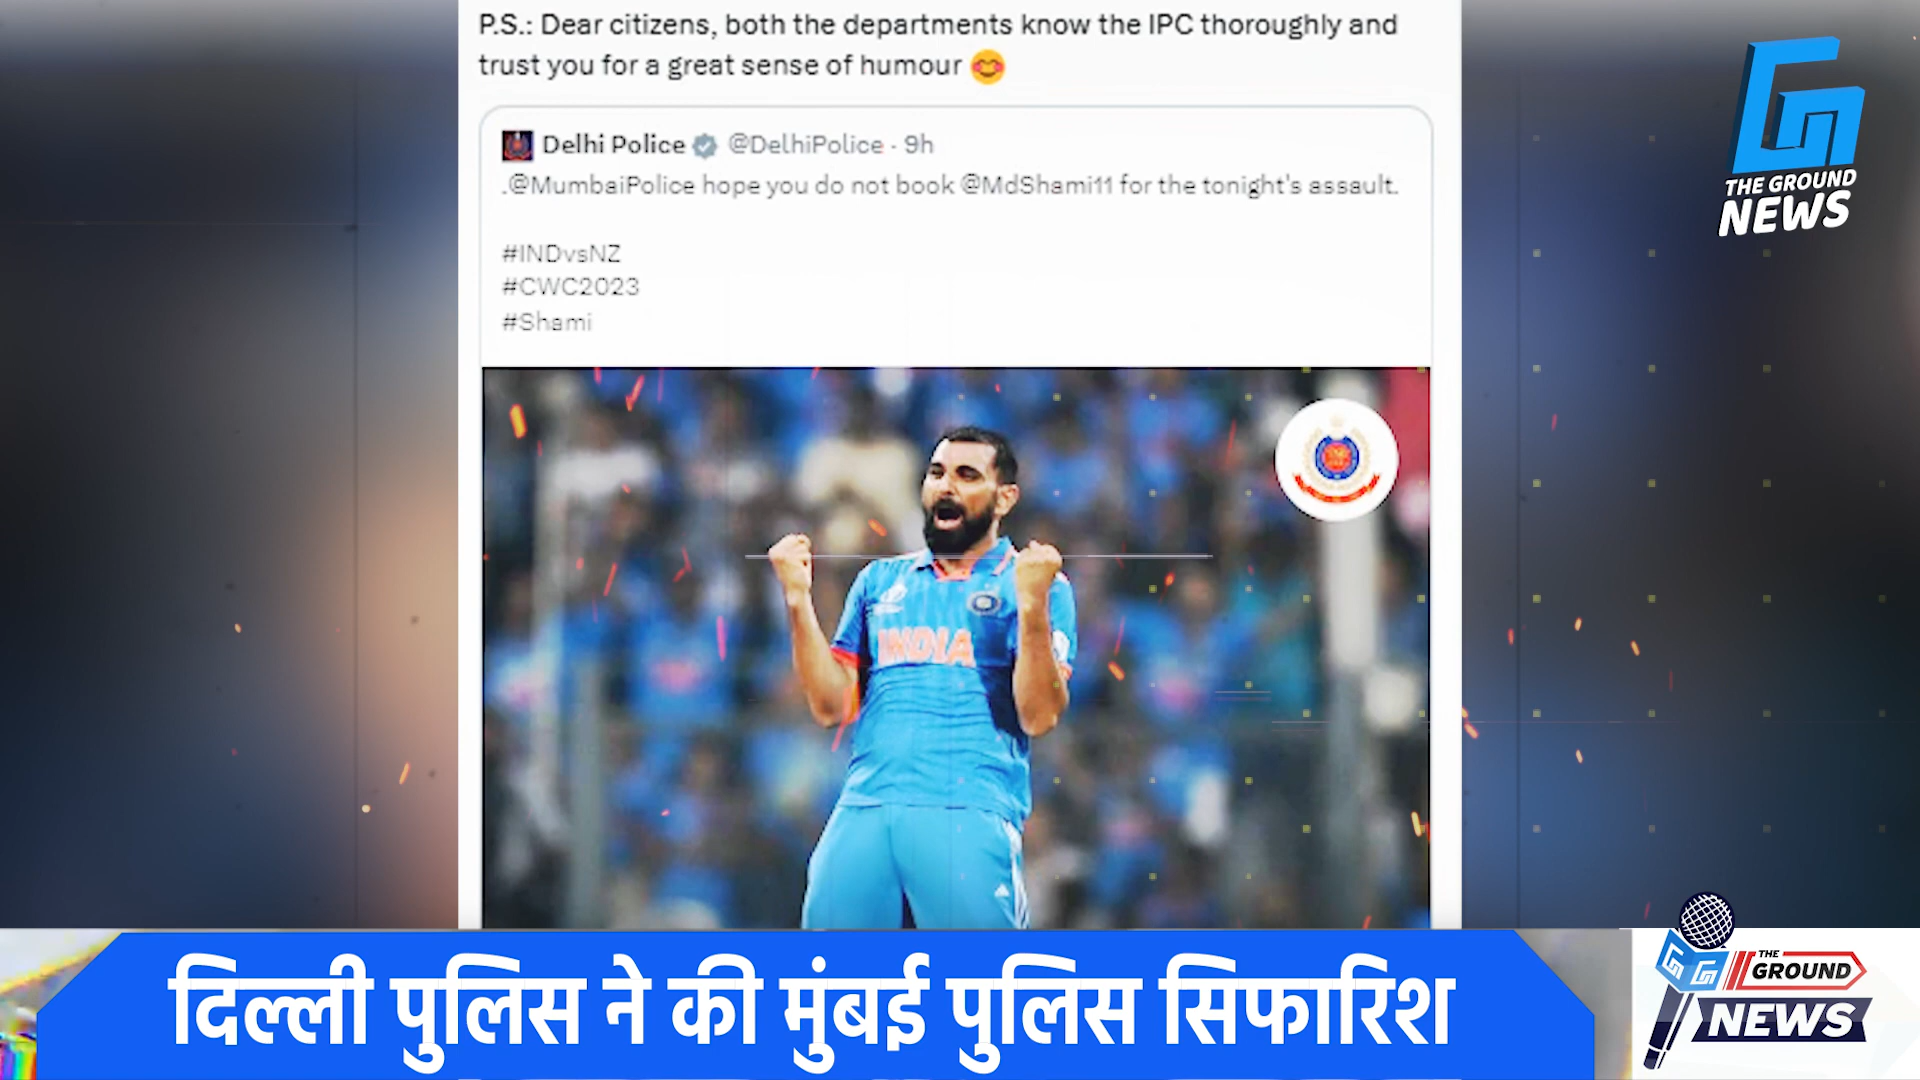 P.S.: Dear citizens, both the departments know the IPC thoroughly and
trust you for a great sense of humour 😊
Delhi Police @DelhiPolice · 9h
.@MumbaiPolice hope you do not book @MdShami11 for the tonight's assault.
#INDvsNZ
#CWC2023
#Shami
INDIA
THE GROUND
NEWS
दिल्ली पुलिस ने की मुंबई पुलिस सिफारिश
THE
GROUND
NEWS